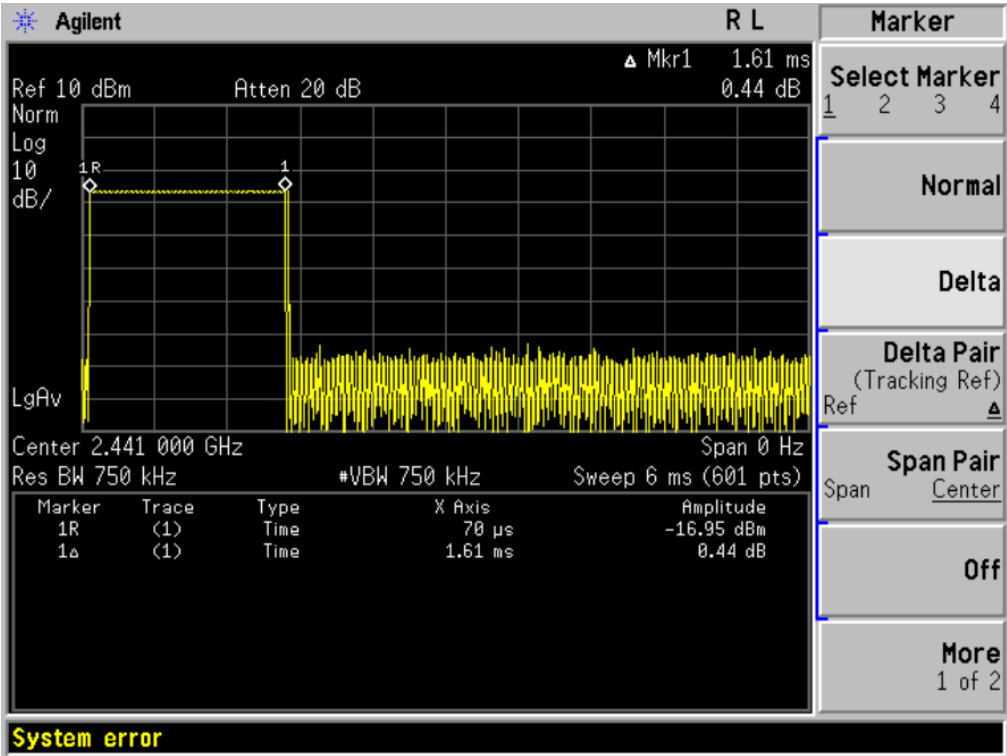 Agilent R L
Δ Mkr1 1.61 ms
Ref 10 dBm Atten 20 dB 0.44 dB
Norm
Log
10
dB/
1R
1
LgAv
Center 2.441 000 GHz Span 0 Hz
Res BW 750 kHz #VBW 750 kHz Sweep 6 ms (601 pts)
Marker Trace Type X Axis Amplitude
1R (1) Time 70 µs -16.95 dBm
1Δ (1) Time 1.61 ms 0.44 dB
System error
Marker
Select Marker
1 2 3 4
Normal
Delta
Delta Pair
(Tracking Ref)
Ref Δ
Span Pair
Span Center
Off
More
1 of 2